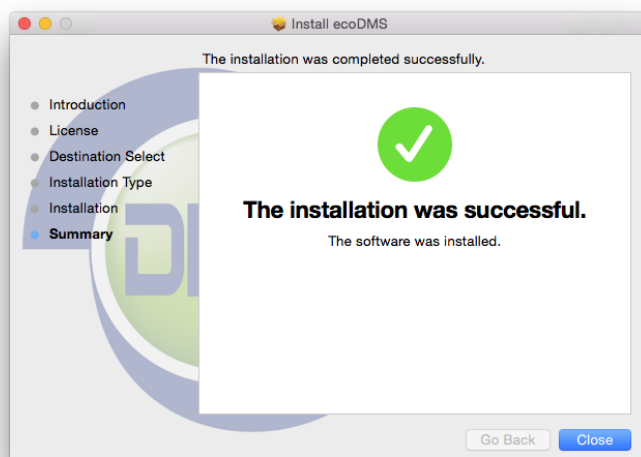 Install ecoDMS
The installation was completed successfully.
Introduction
License
Destination Select
Installation Type
Installation
Summary
The installation was successful.
The software was installed.
Go Back
Close